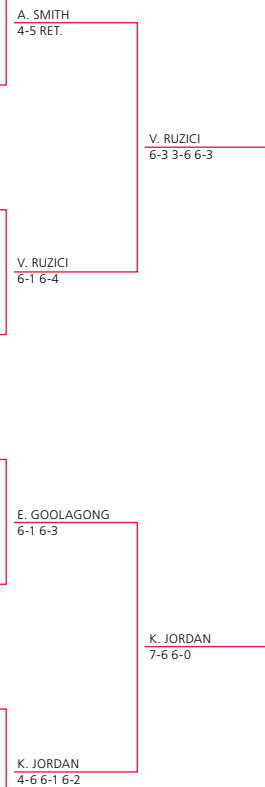 A. SMITH
4-5 RET.
V. RUZICI
6-3 3-6 6-3
V. RUZICI
6-1 6-4
E. GOOLAGONG
6-1 6-3
K. JORDAN
7-6 6-0
K. JORDAN
4-6 6-1 6-2